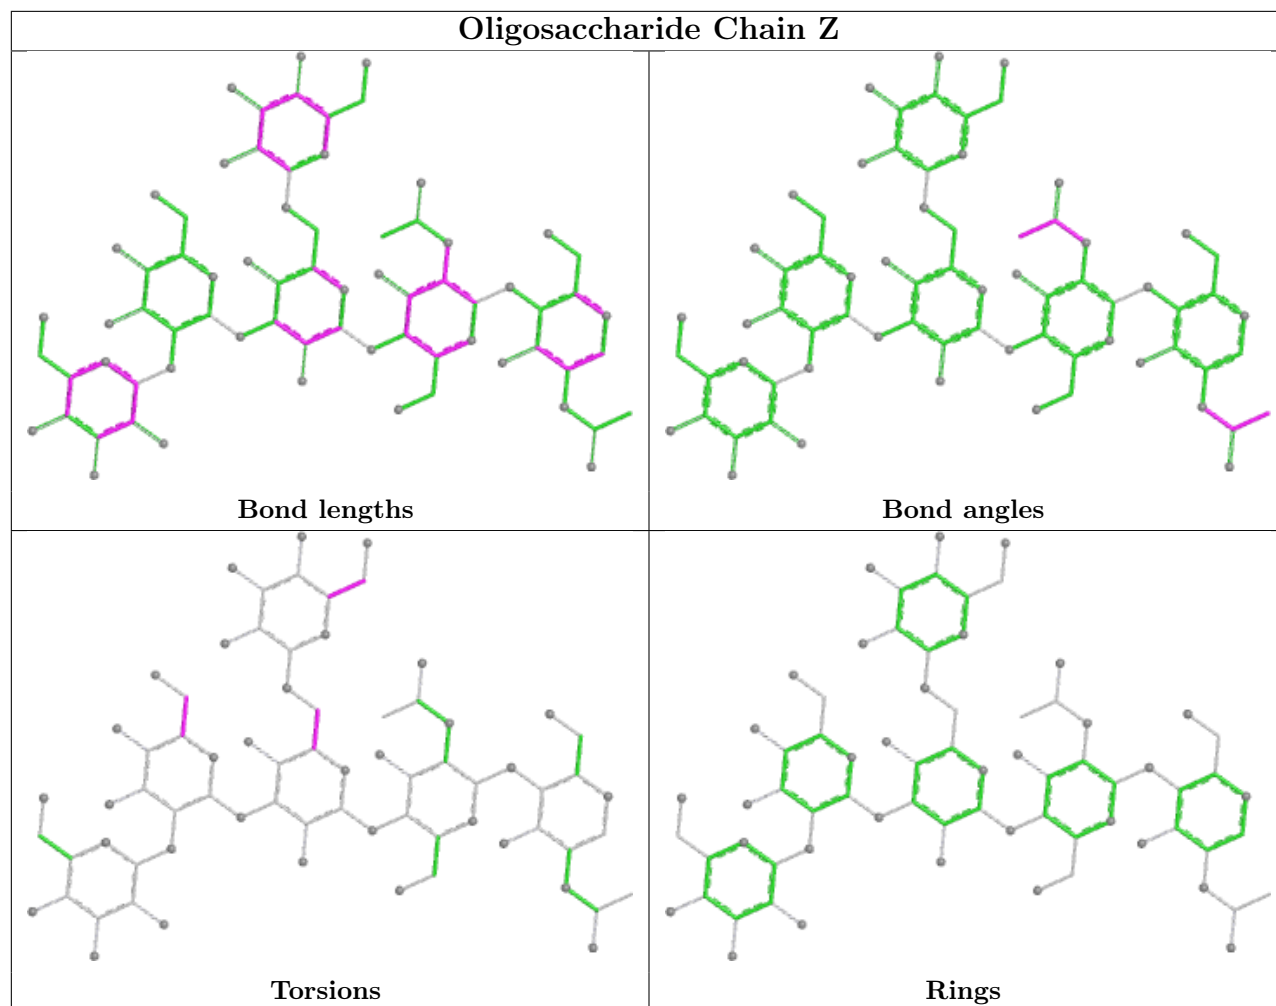 Oligosaccharide Chain Z
Bond lengths
Bond angles
Torsions
Rings